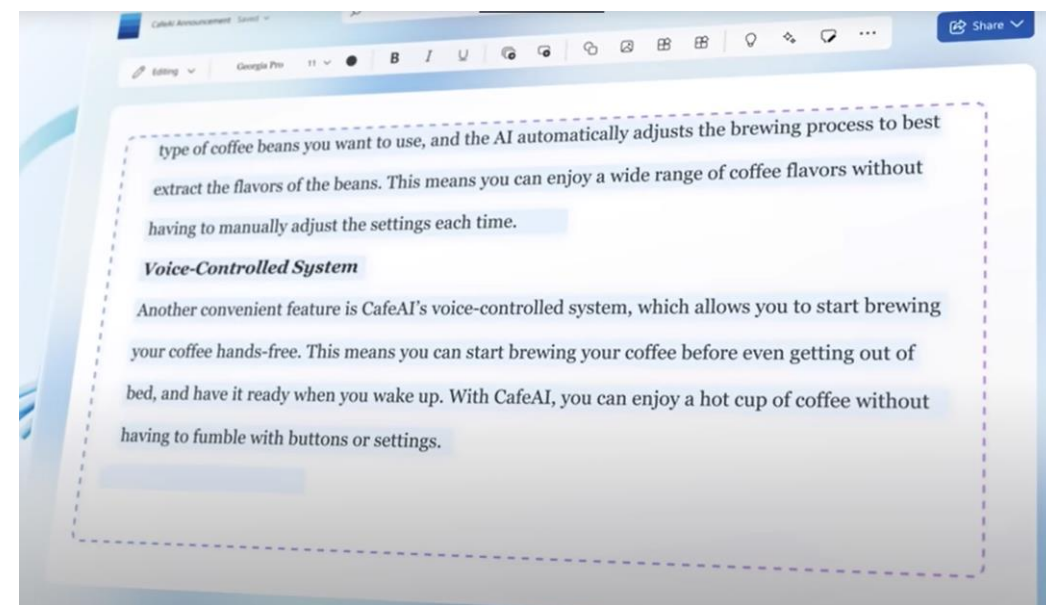 CafeAI Announcement Saved
Share
Editing
Georgia Pro
11
B I U
type of coffee beans you want to use, and the AI automatically adjusts the brewing process to best
extract the flavors of the beans. This means you can enjoy a wide range of coffee flavors without
having to manually adjust the settings each time.
Voice-Controlled System
Another convenient feature is CafeAI’s voice-controlled system, which allows you to start brewing
your coffee hands-free. This means you can start brewing your coffee before even getting out of
bed, and have it ready when you wake up. With CafeAI, you can enjoy a hot cup of coffee without
having to fumble with buttons or settings.